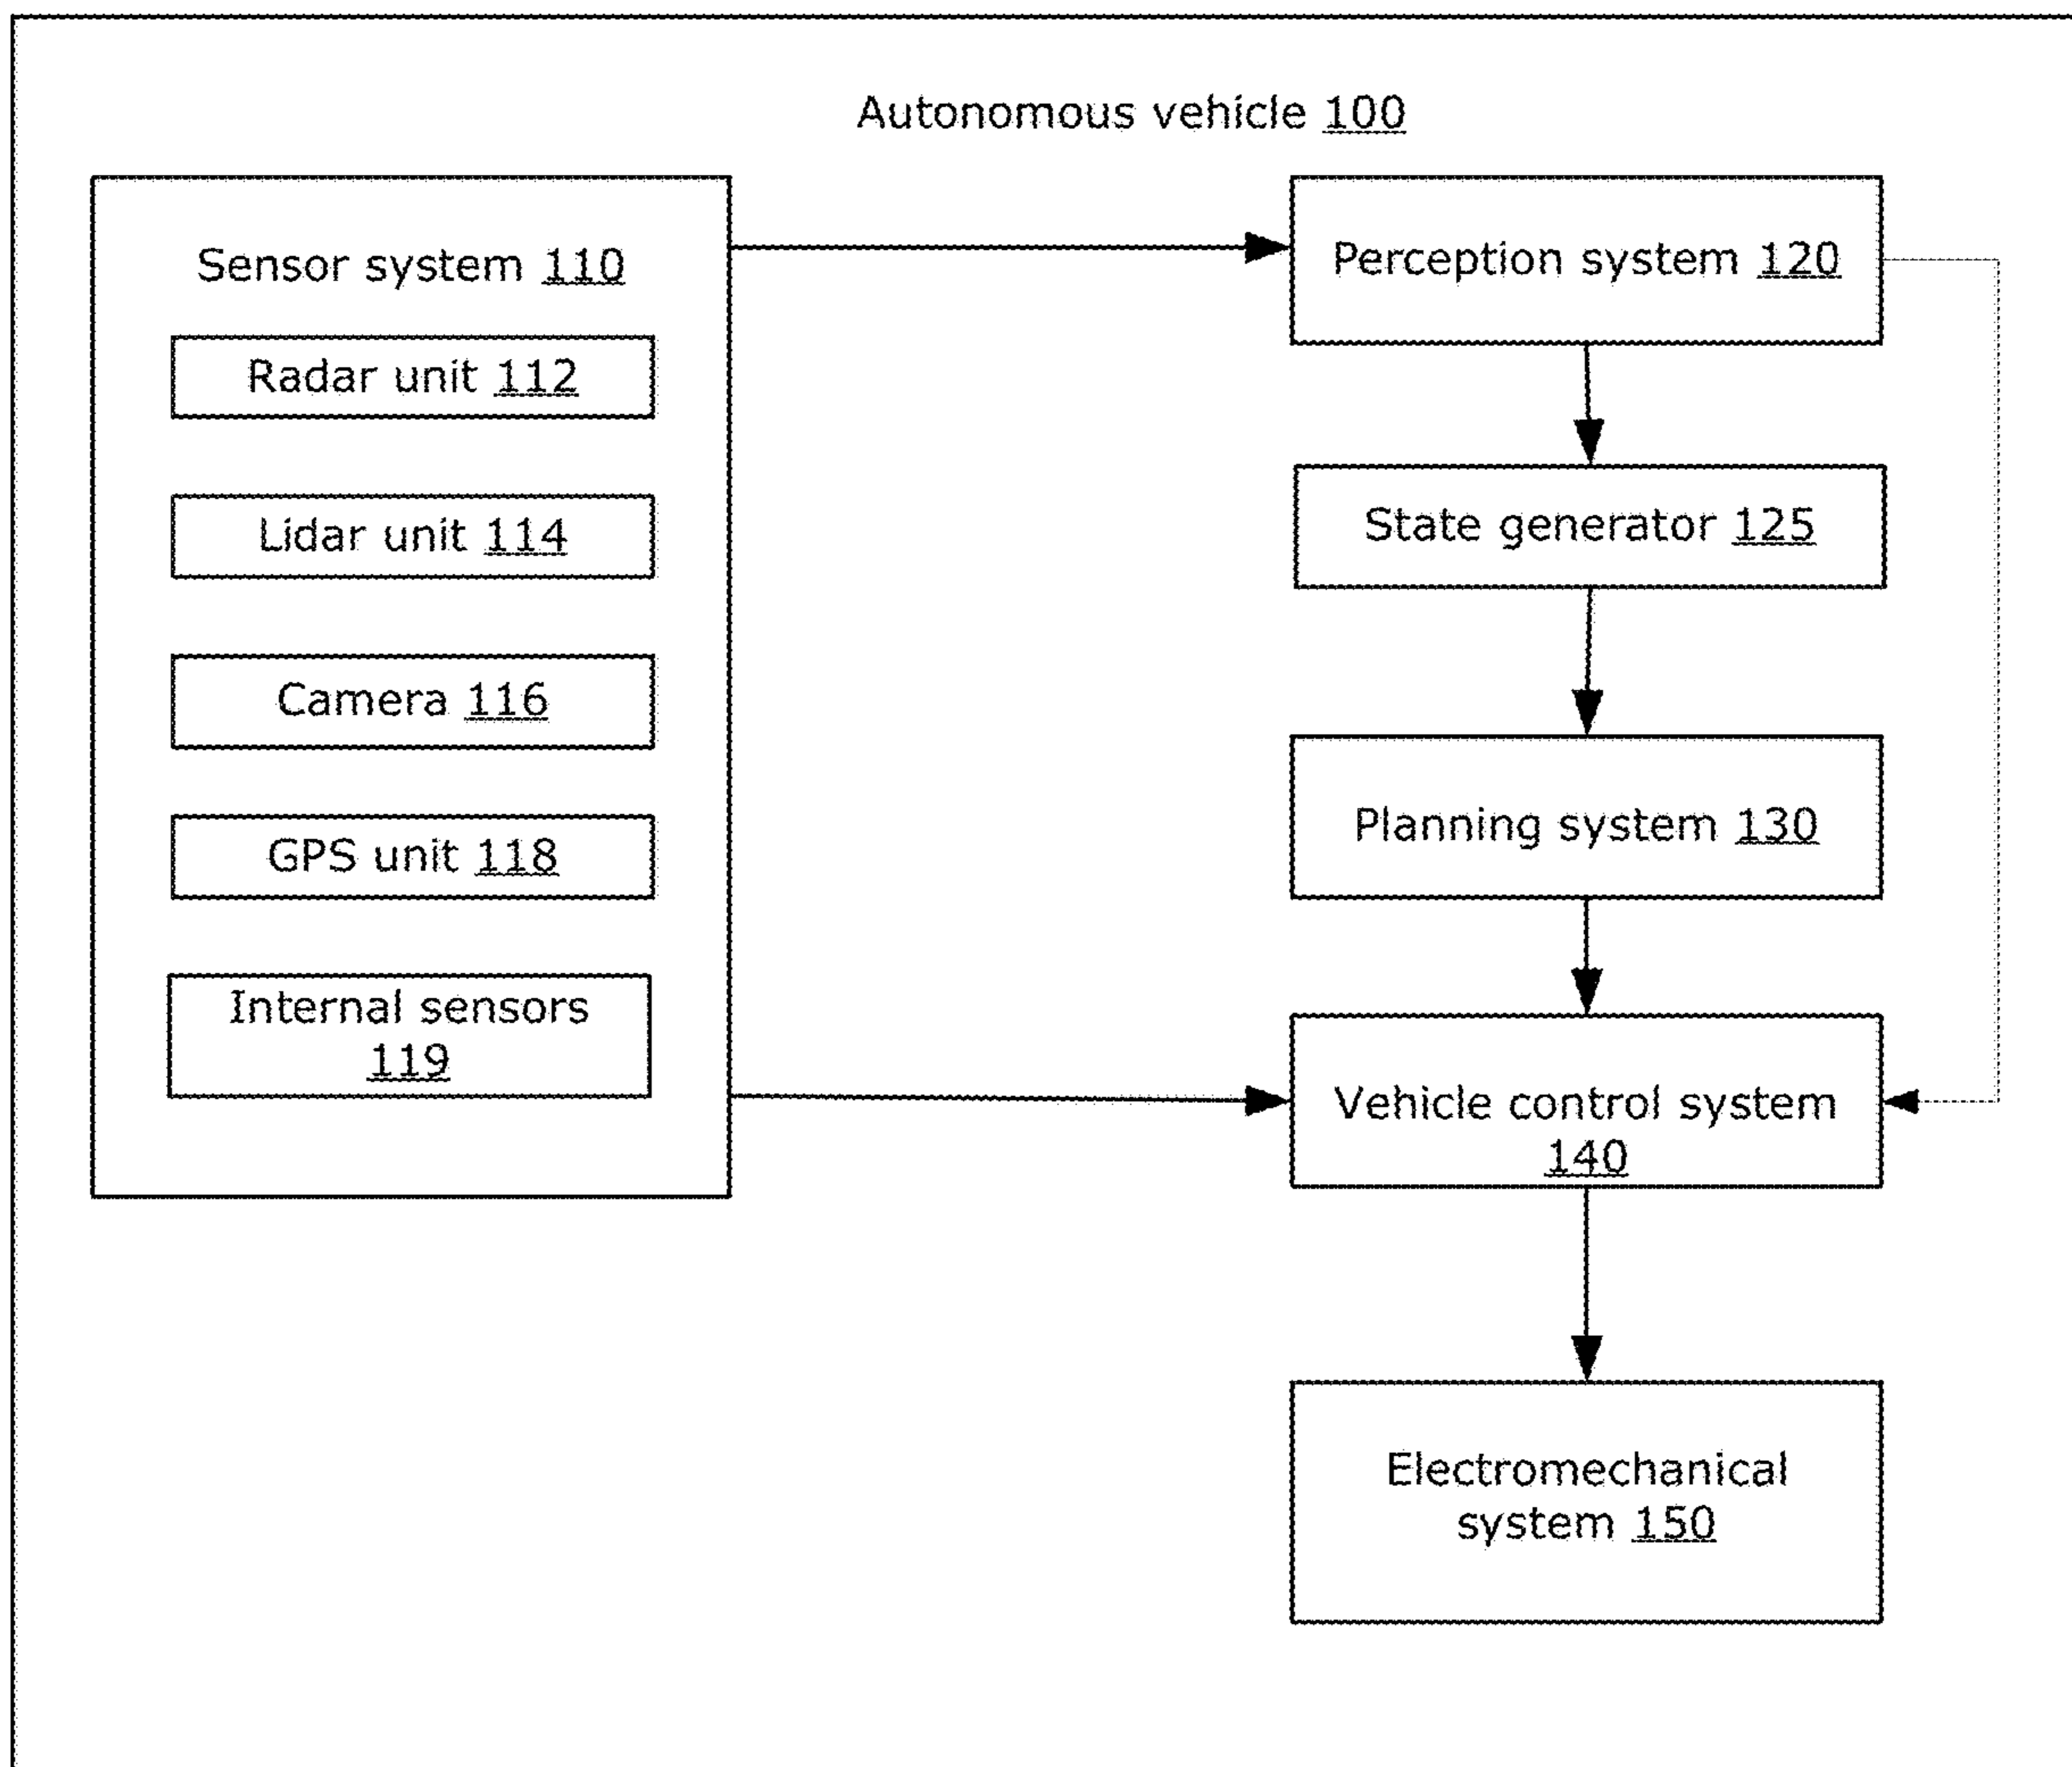 Autonomous vehicle 100
Sensor system 110
Radar unit 112
Lidar unit 114
Camera 116
GPS unit 118
Internal sensors
119
Perception system 120
State generator 125
Planning system 130
Vehicle control system
140
Electromechanical
system 150